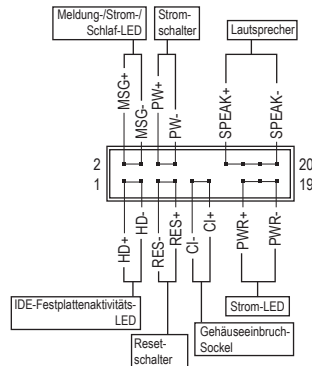 Meldung-/Strom-/
Schlaf-LED
Strom-
schalter
Lautsprecher
MSG+
MSG-
PW+
PW-
SPEAK+
SPEAK-
2
20
1
19
HD+
HD-
RES-
RES+
CI-
CI+
PWR+
PWR-
IDE-Festplattenaktivitäts-
LED
Reset-
schalter
Gehäuseeinbruch-
Sockel
Strom-LED